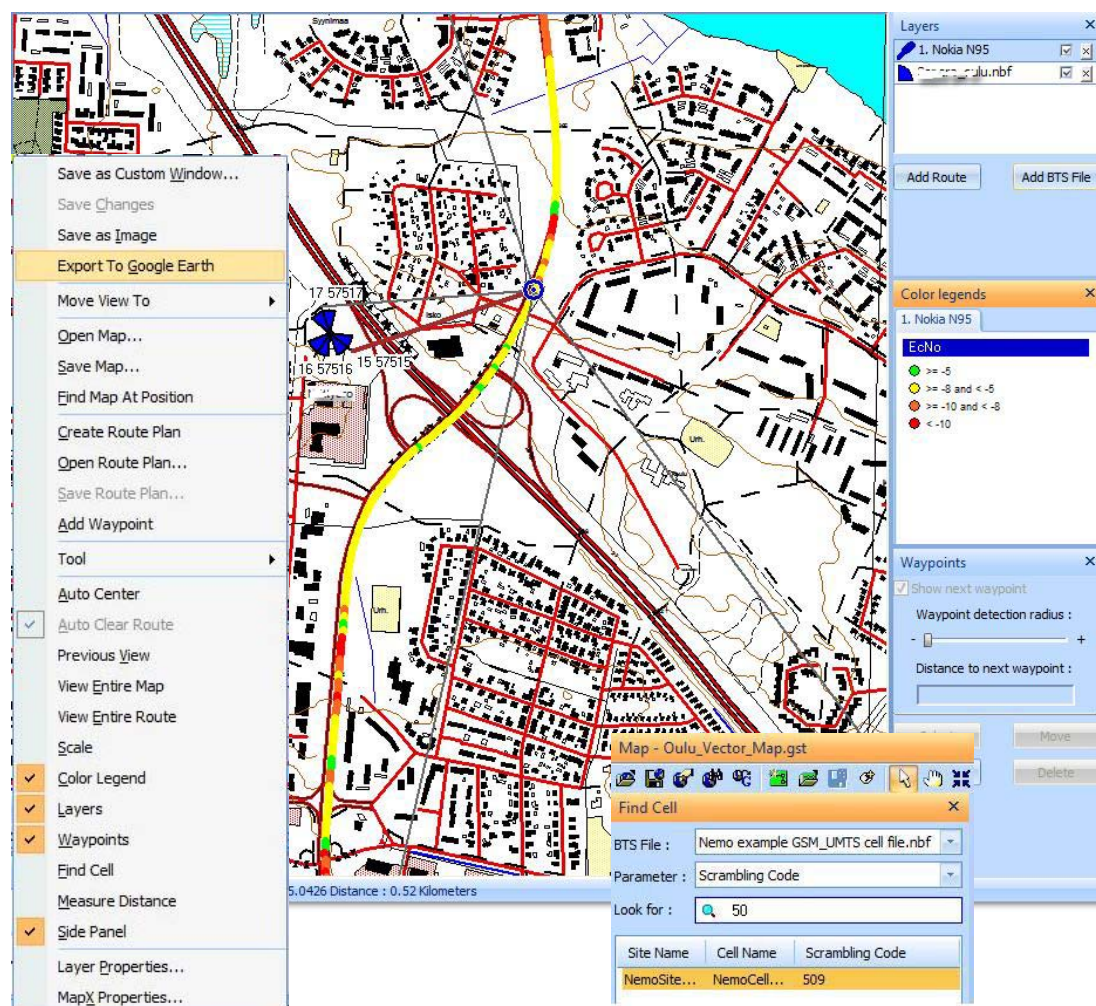 Syynimaa
Layers
1. Nokia N95
Add Route
Add BTS File
Save as Custom Window...
Save Changes
Save as Image
Export To Google Earth
Move View To
Open Map...
Save Map...
Find Map At Position
Create Route Plan
Open Route Plan...
Save Route Plan...
Add Waypoint
Tool
Auto Center
Auto Clear Route
Previous View
View Entire Map
View Entire Route
Scale
Color Legend
Layers
Waypoints
Find Cell
Measure Distance
Side Panel
Layer Properties...
MapX Properties...
17 57517
Isko
16 57516
15 57515
Urh.
Urh.
Color legends
1. Nokia N95
EcNo
>= -5
>= -8 and < -5
>= -10 and < -8
< -10
Waypoints
Show next waypoint
Waypoint detection radius :
- +
Distance to next waypoint :
Move
Delete
5.0426 Distance : 0.52 Kilometers
Map - Oulu_Vector_Map.gst
Find Cell
BTS File :
Nemo example GSM_UMTS cell file.nbf
Parameter :
Scrambling Code
Look for :
50
Site Name Cell Name Scrambling Code
NemoSite... NemoCell... 509